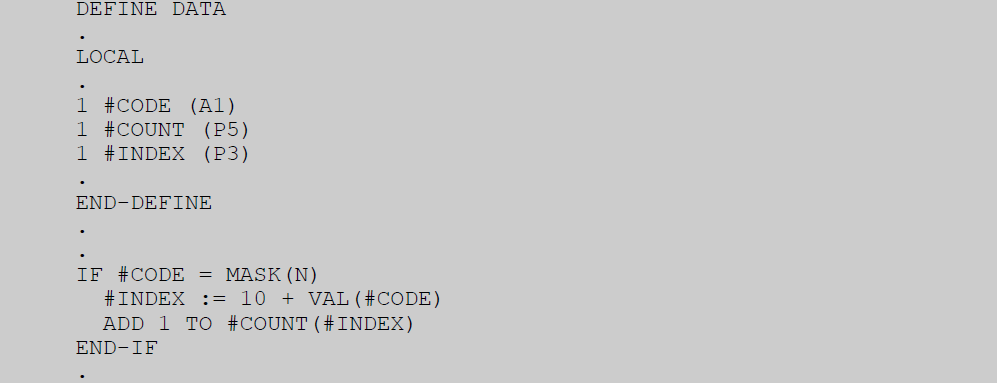 DEFINE DATA
.
LOCAL
.
1 #CODE (A1)
1 #COUNT (P5)
1 #INDEX (P3)
.
END-DEFINE
.
.
IF #CODE = MASK(N)
  #INDEX := 10 + VAL(#CODE)
  ADD 1 TO #COUNT(#INDEX)
END-IF
.